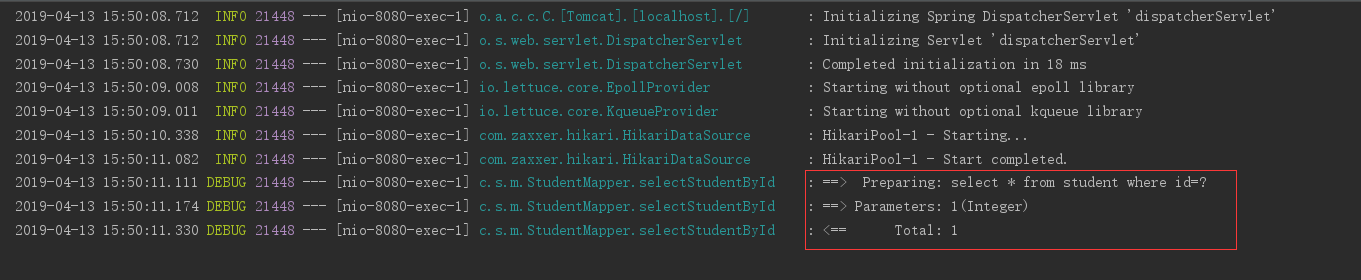 2019-04-13 15:50:08.712  INFO 21448 --- [nio-8080-exec-1] o.a.c.c.C.[Tomcat].[localhost].[/]       : Initializing Spring DispatcherServlet 'dispatcherServlet'
2019-04-13 15:50:08.712  INFO 21448 --- [nio-8080-exec-1] o.s.web.servlet.DispatcherServlet        : Initializing Servlet 'dispatcherServlet'
2019-04-13 15:50:08.730  INFO 21448 --- [nio-8080-exec-1] o.s.web.servlet.DispatcherServlet        : Completed initialization in 18 ms
2019-04-13 15:50:09.008  INFO 21448 --- [nio-8080-exec-1] io.lettuce.core.EpollProvider            : Starting without optional epoll library
2019-04-13 15:50:09.011  INFO 21448 --- [nio-8080-exec-1] io.lettuce.core.KqueueProvider           : Starting without optional kqueue library
2019-04-13 15:50:10.338  INFO 21448 --- [nio-8080-exec-1] com.zaxxer.hikari.HikariDataSource       : HikariPool-1 - Starting...
2019-04-13 15:50:11.082  INFO 21448 --- [nio-8080-exec-1] com.zaxxer.hikari.HikariDataSource       : HikariPool-1 - Start completed.
2019-04-13 15:50:11.111 DEBUG 21448 --- [nio-8080-exec-1] c.s.m.StudentMapper.selectStudentById    : ==>  Preparing: select * from student where id=?
2019-04-13 15:50:11.174 DEBUG 21448 --- [nio-8080-exec-1] c.s.m.StudentMapper.selectStudentById    : ==> Parameters: 1(Integer)
2019-04-13 15:50:11.330 DEBUG 21448 --- [nio-8080-exec-1] c.s.m.StudentMapper.selectStudentById    : <==      Total: 1